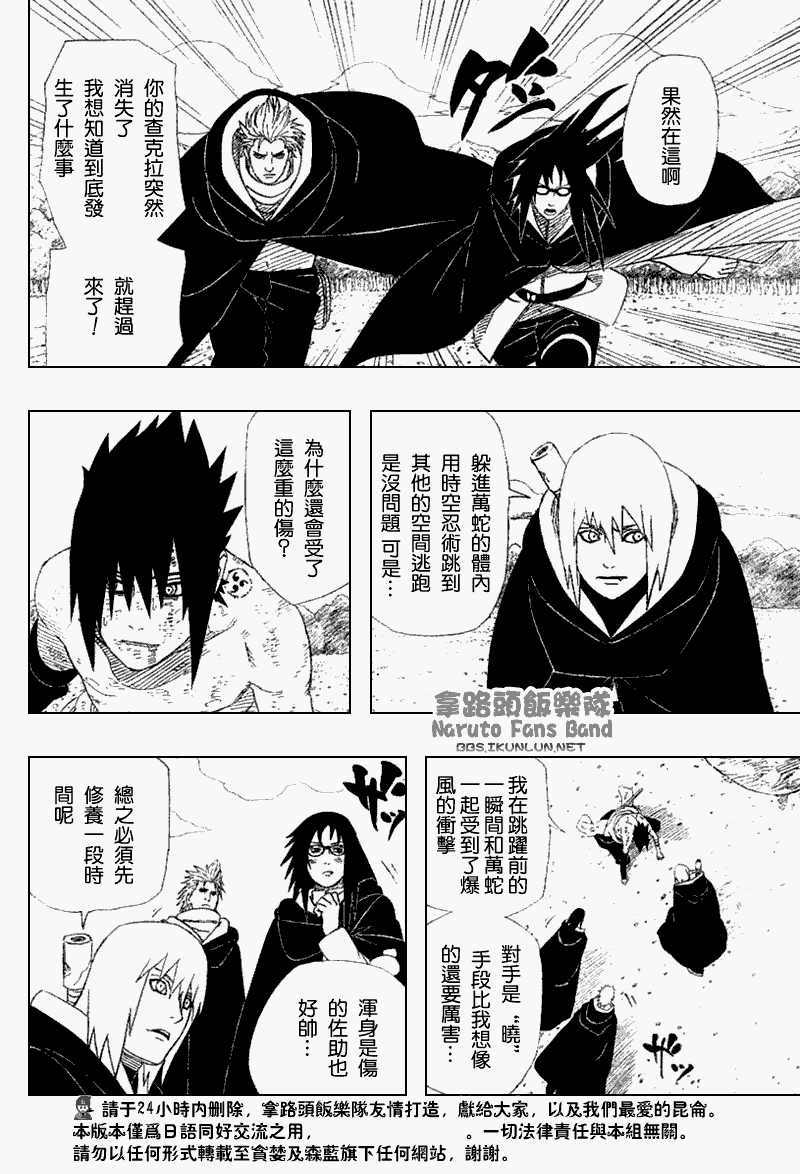 果然在這啊
你的查克拉突然
消失了
我想知道到底發
生了什麼事
就趕過
來了！
ダッ
躲進萬蛇的體內
用時空忍術跳到
其他的空間逃跑
是沒問題 可是…
為什麼還會受了
這麼重的傷?
拿路頭飯樂隊
Naruto Fans Band
BBS.IKUNLUN.NET
我在跳躍前的
一瞬間和萬蛇
一起受到了爆
風的衝擊
對手是“曉”
手段比我想像
的還要厲害…
總之必須先
修養一段時
間呢
渾身是傷
的佐助也
好帥…
請于24小時內删除，拿路頭飯樂隊友情打造，獻給大家，以及我們最愛的昆侖。
本版本僅爲日語同好交流之用，。一切法律責任與本組無關。
請勿以任何形式轉載至貪婪及森藍旗下任何網站，謝謝。